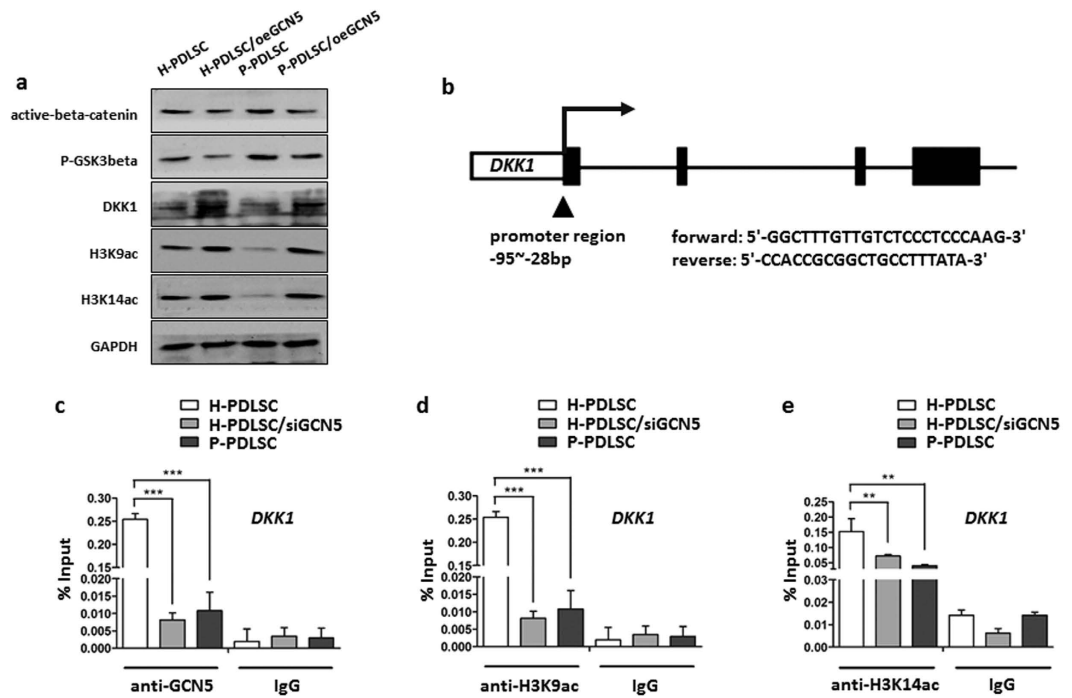 a
H-PDLSC
H-PDLSC/oeGCN5
P-PDLSC
P-PDLSC/oeGCN5
active-beta-catenin
P-GSK3beta
DKK1
H3K9ac
H3K14ac
GAPDH
b
DKK1
promoter region
-95~-28bp
forward: 5'-GGCTTTGTTGTCTCCCTCCCAAG-3'
reverse: 5'-CCACCGCGGCTGCCTTTATA-3'
c
H-PDLSC
H-PDLSC/siGCN5
P-PDLSC
% Input
0.30
0.25
0.20
0.15
0.10
0.020
0.015
0.010
0.005
0.000
***
***
DKK1
anti-GCN5
IgG
d
H-PDLSC
H-PDLSC/siGCN5
P-PDLSC
% Input
0.30
0.25
0.20
0.15
0.10
0.020
0.015
0.010
0.005
0.000
***
***
DKK1
anti-H3K9ac
IgG
e
H-PDLSC
H-PDLSC/siGCN5
P-PDLSC
% Input
0.25
0.20
0.15
0.10
0.05
0.03
0.02
0.01
0.00
**
**
DKK1
anti-H3K14ac
IgG